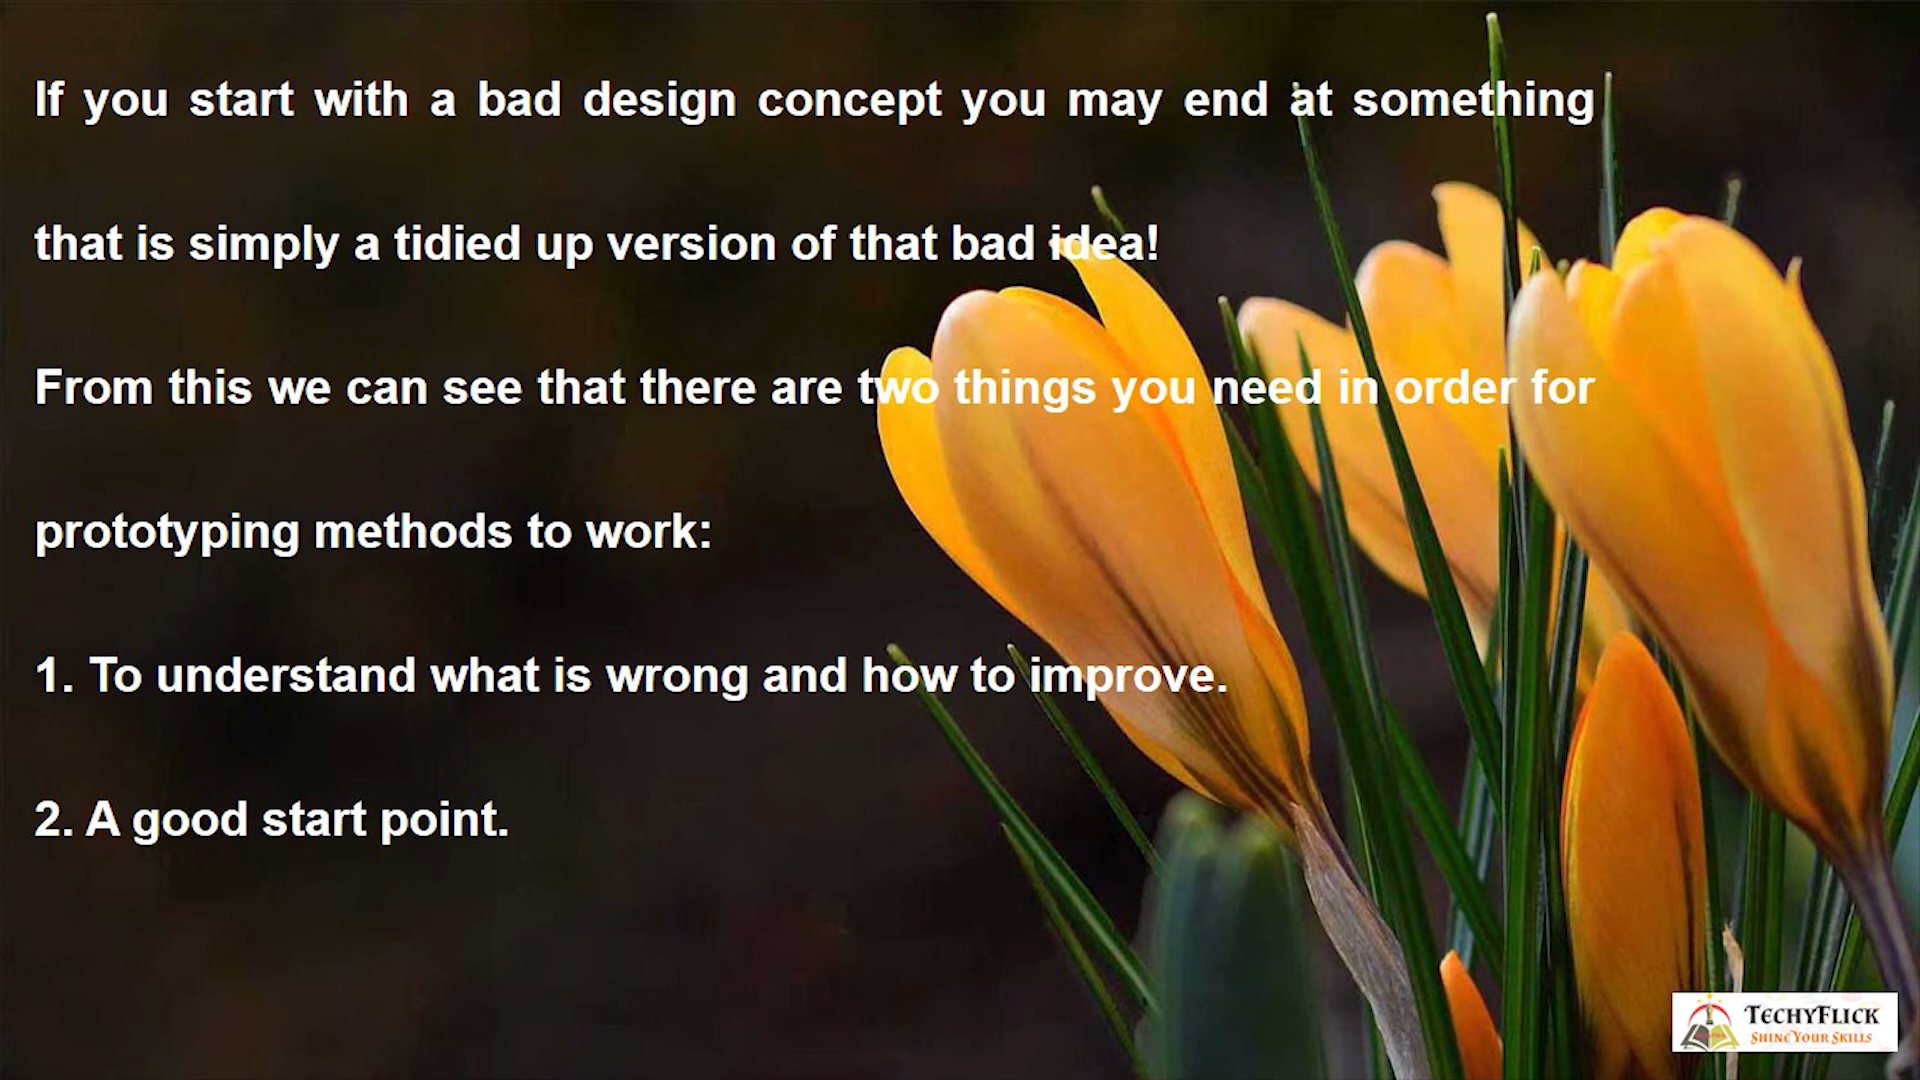 If you start with a bad design concept you may end at something
that is simply a tidied up version of that bad idea!
From this we can see that there are two things you need in order for
prototyping methods to work:
1. To understand what is wrong and how to improve.
2. A good start point.
TECHYFLICK
SHINE YOUR SKILLS